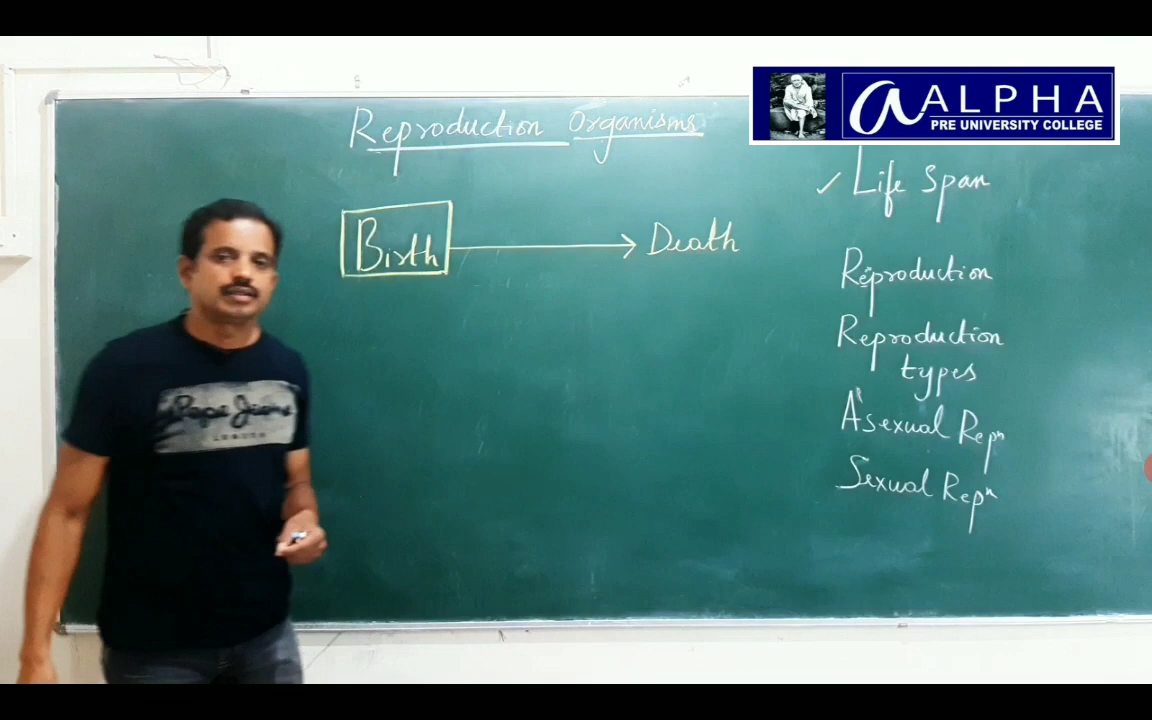 Reproduction Organisms
ALPHA
PRE UNIVERSITY COLLEGE
✓ Life Span
Birth → Death
Reproduction
Reproduction
types
Asexual Repⁿ
Sexual Repⁿ
Pepe Jeans
LONDON